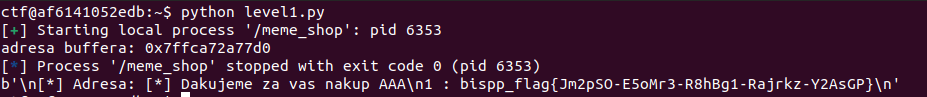 ctf@af6141052edb:~$ python level1.py
[+] Starting local process '/meme_shop': pid 6353
adresa buffera: 0x7ffca72a77d0
[*] Process '/meme_shop' stopped with exit code 0 (pid 6353)
b'\n[*] Adresa: [*] Dakujeme za vas nakup AAA\n1 : bispp_flag{Jm2pSO-E5oMr3-R8hBg1-Rajrkz-Y2AsGP}\n'